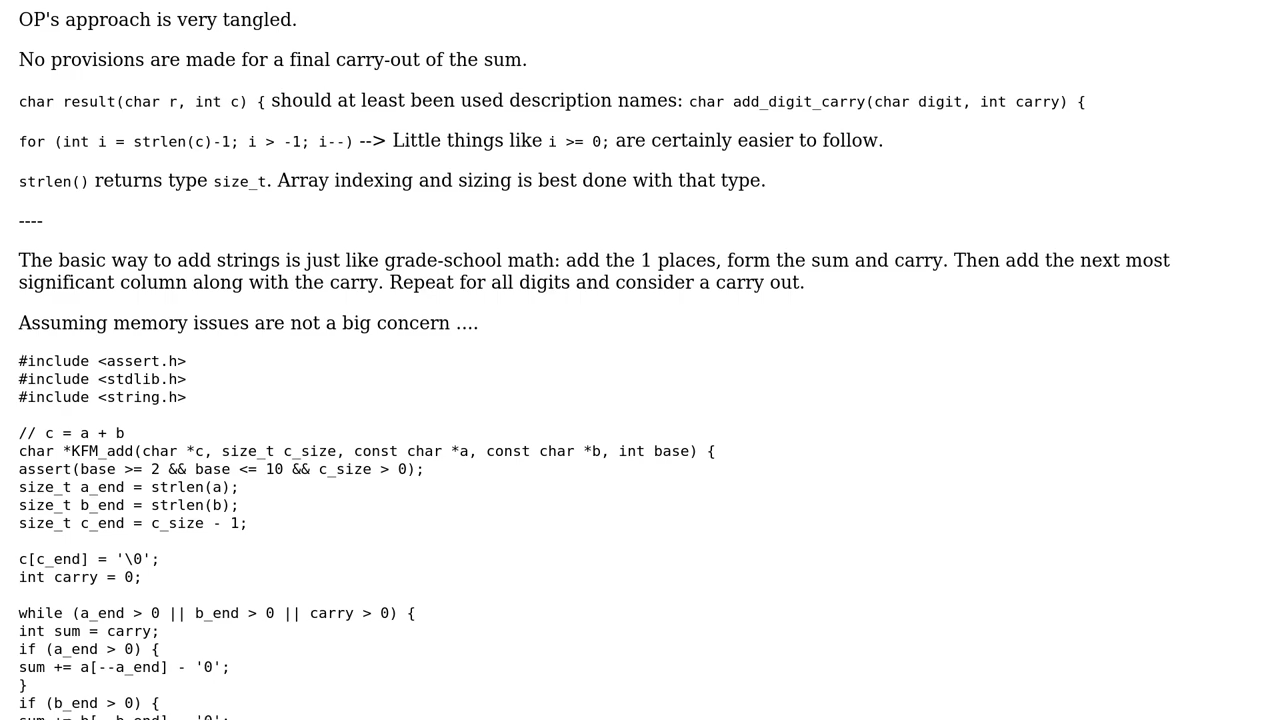 OP's approach is very tangled.
No provisions are made for a final carry-out of the sum.
char result(char r, int c) { should at least been used description names: char add_digit_carry(char digit, int carry) {
for (int i = strlen(c)-1; i > -1; i--) --> Little things like i >= 0; are certainly easier to follow.
strlen() returns type size_t. Array indexing and sizing is best done with that type.
----
The basic way to add strings is just like grade-school math: add the 1 places, form the sum and carry. Then add the next most
significant column along with the carry. Repeat for all digits and consider a carry out.
Assuming memory issues are not a big concern ....
#include <assert.h>
#include <stdlib.h>
#include <string.h>
// c = a + b
char *KFM_add(char *c, size_t c_size, const char *a, const char *b, int base) {
assert(base >= 2 && base <= 10 && c_size > 0);
size_t a_end = strlen(a);
size_t b_end = strlen(b);
size_t c_end = c_size - 1;
c[c_end] = '\0';
int carry = 0;
while (a_end > 0 || b_end > 0 || carry > 0) {
int sum = carry;
if (a_end > 0) {
sum += a[--a_end] - '0';
}
if (b_end > 0) {
sum += b[--b_end] - '0';